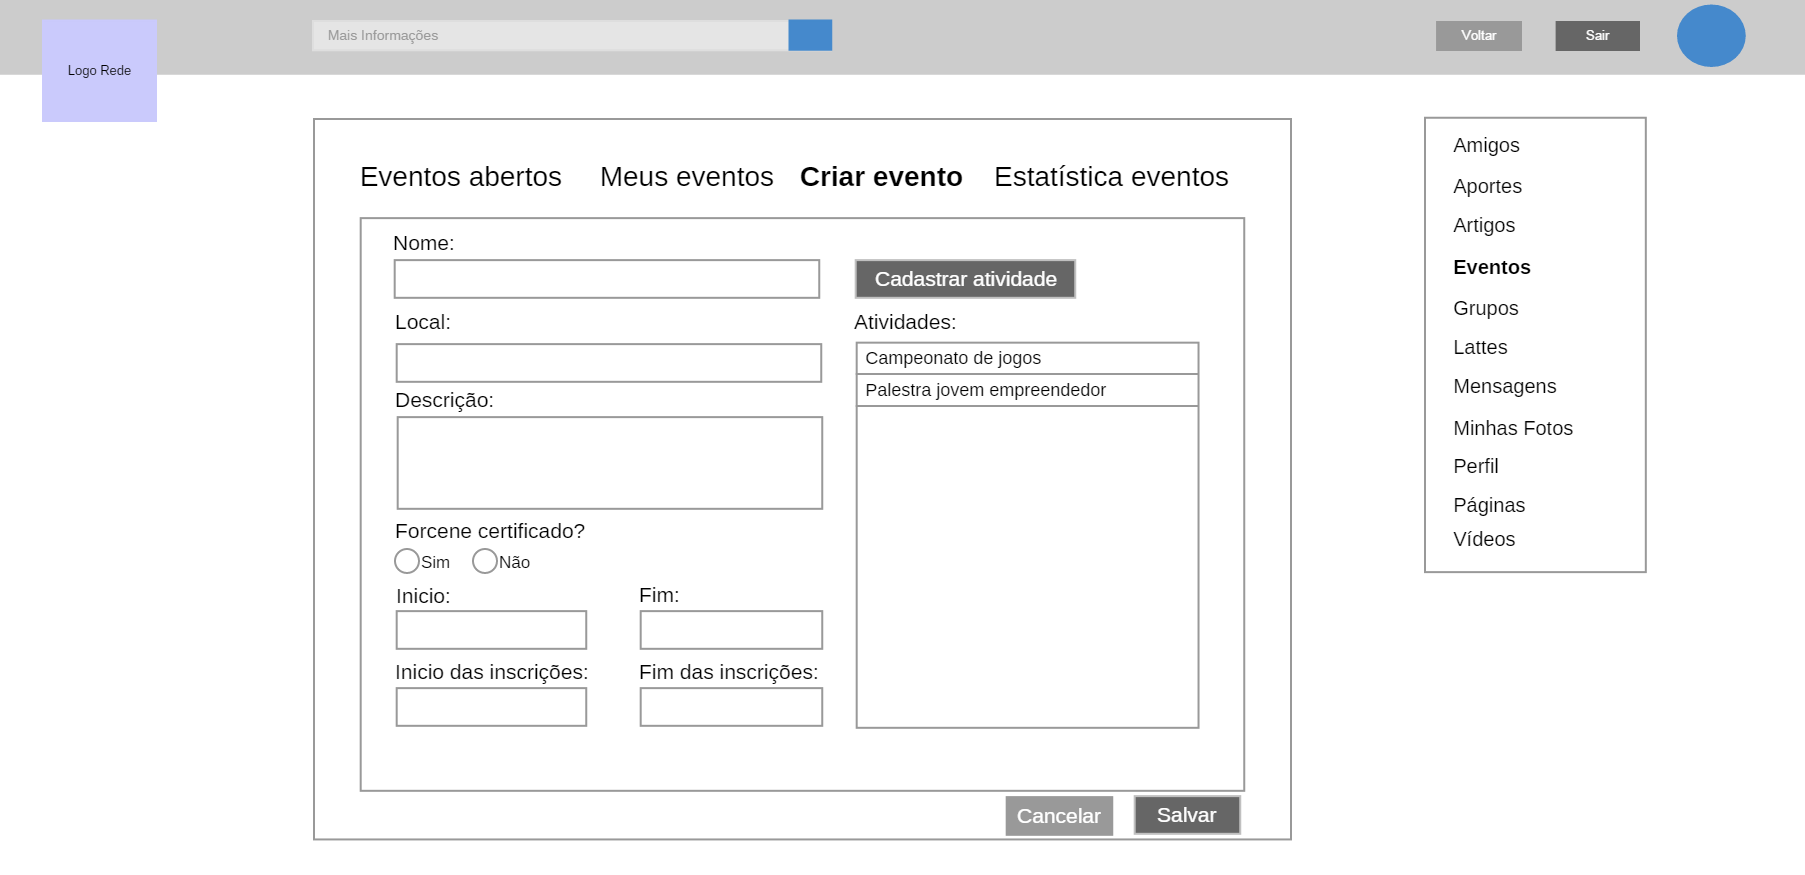 Mais Informações
Voltar
Sair
Logo Rede
Eventos abertos
Meus eventos
Criar evento
Estatística eventos
Nome:
Local:
Descrição:
Forcene certificado?
Sim
Não
Inicio:
Fim:
Inicio das inscrições:
Fim das inscrições:
Cadastrar atividade
Atividades:
Campeonato de jogos
Palestra jovem empreendedor
Cancelar
Salvar
Amigos
Aportes
Artigos
Eventos
Grupos
Lattes
Mensagens
Minhas Fotos
Perfil
Páginas
Vídeos